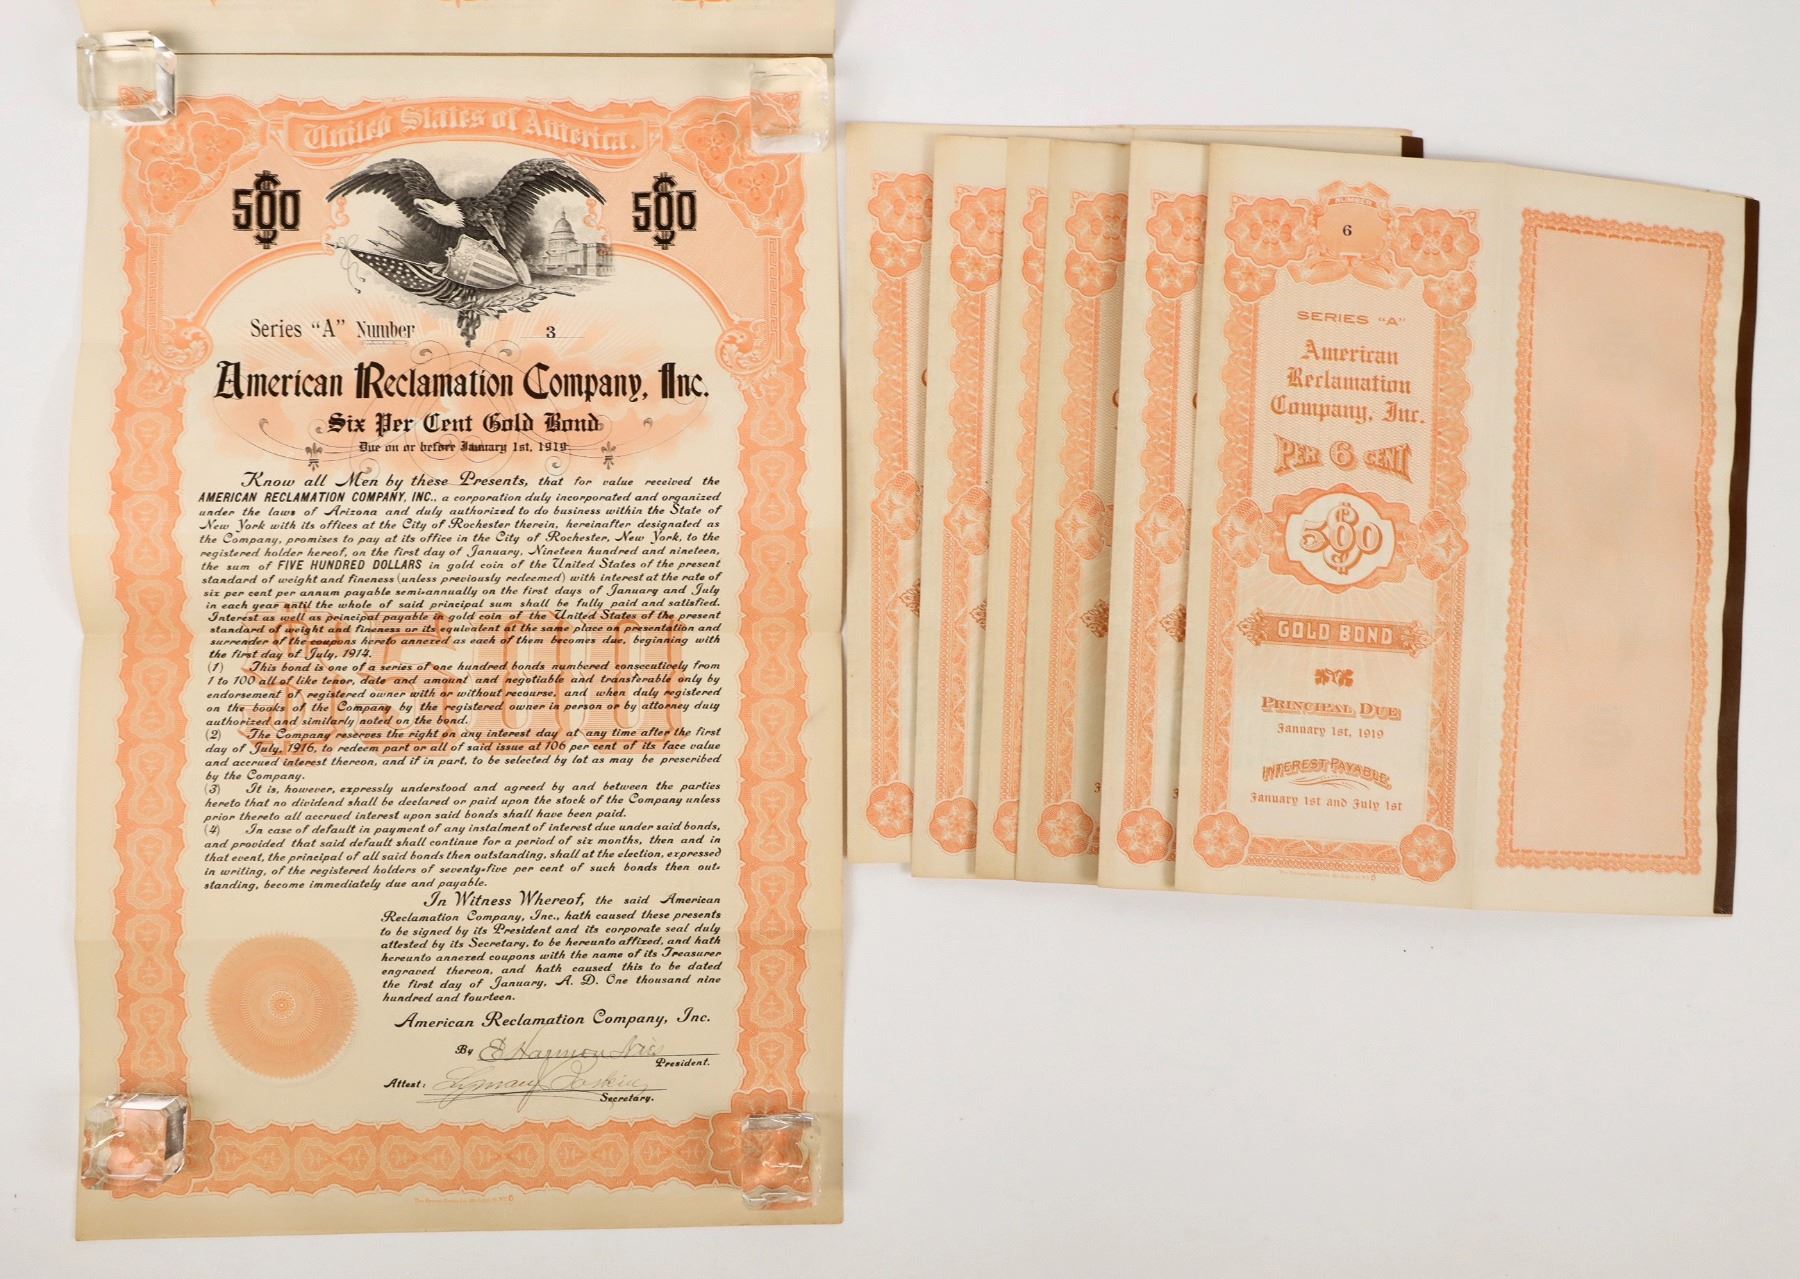 United States of America.
500
500
Series "A" Number 3
American Reclamation Company, Inc.
Six Per Cent Gold Bond
Due on or before January 1st, 1919
Know all Men by these Presents, that for value received the
AMERICAN RECLAMATION COMPANY, INC., a corporation duly incorporated and organized
under the laws of Arizona and duly authorized to do business within the State of
New York with its offices at the City of Rochester therein, hereinafter designated as
the Company, promises to pay at its office in the City of Rochester, New York, to the
registered holder hereof, on the first day of January, Nineteen hundred and nineteen,
the sum of FIVE HUNDRED DOLLARS in gold coin of the United States of the present
standard of weight and fineness (unless previously redeemed) with interest at the rate of
six per cent per annum payable semi-annually on the first days of January and July
in each year until the whole of said principal sum shall be fully paid and satisfied.
Interest as well as principal payable in gold coin of the United States of the present
standard of weight and fineness or its equivalent at the same place on presentation and
surrender of the coupons hereto annexed as each of them becomes due, beginning with
the first day of July, 1914.
(1) This bond is one of a series of one hundred bonds numbered consecutively from
1 to 100 all of like tenor, date and amount and negotiable and transferable only by
endorsement of registered owner with or without recourse, and when duly registered
on the books of the Company by the registered owner in person or by attorney duly
authorized and similarly noted on the bond.
(2) The Company reserves the right on any interest day at any time after the first
day of July, 1916, to redeem part or all of said issue at 106 per cent of its face value
and accrued interest thereon, and if in part, to be selected by lot as may be prescribed
by the Company.
(3) It is, however, expressly understood and agreed by and between the parties
hereto that no dividend shall be declared or paid upon the stock of the Company unless
prior thereto all accrued interest upon said bonds shall have been paid.
(4) In case of default in payment of any instalment of interest due under said bonds,
and provided that said default shall continue for a period of six months, then and in
that event, the principal of all said bonds then outstanding, shall at the election, expressed
in writing, of the registered holders of seventy-five per cent of such bonds then out-
standing, become immediately due and payable.
In Witness Whereof, the said American
Reclamation Company, Inc., hath caused these presents
to be signed by its President and its corporate seal duly
attested by its Secretary, to be hereunto affixed, and hath
hereunto annexed coupons with the name of its Treasurer
engraved thereon, and hath caused this to be dated
the first day of January, A. D. One thousand nine
hundred and fourteen.
American Reclamation Company, Inc.
By E Harmon
President.
Attest:
Secretary.
NUMBER
6
SERIES "A"
American
Reclamation
Company, Inc.
PER 6 CENT
$500
GOLD BOND
PRINCIPAL DUE
January 1st, 1919
INTEREST PAYABLE
January 1st and July 1st